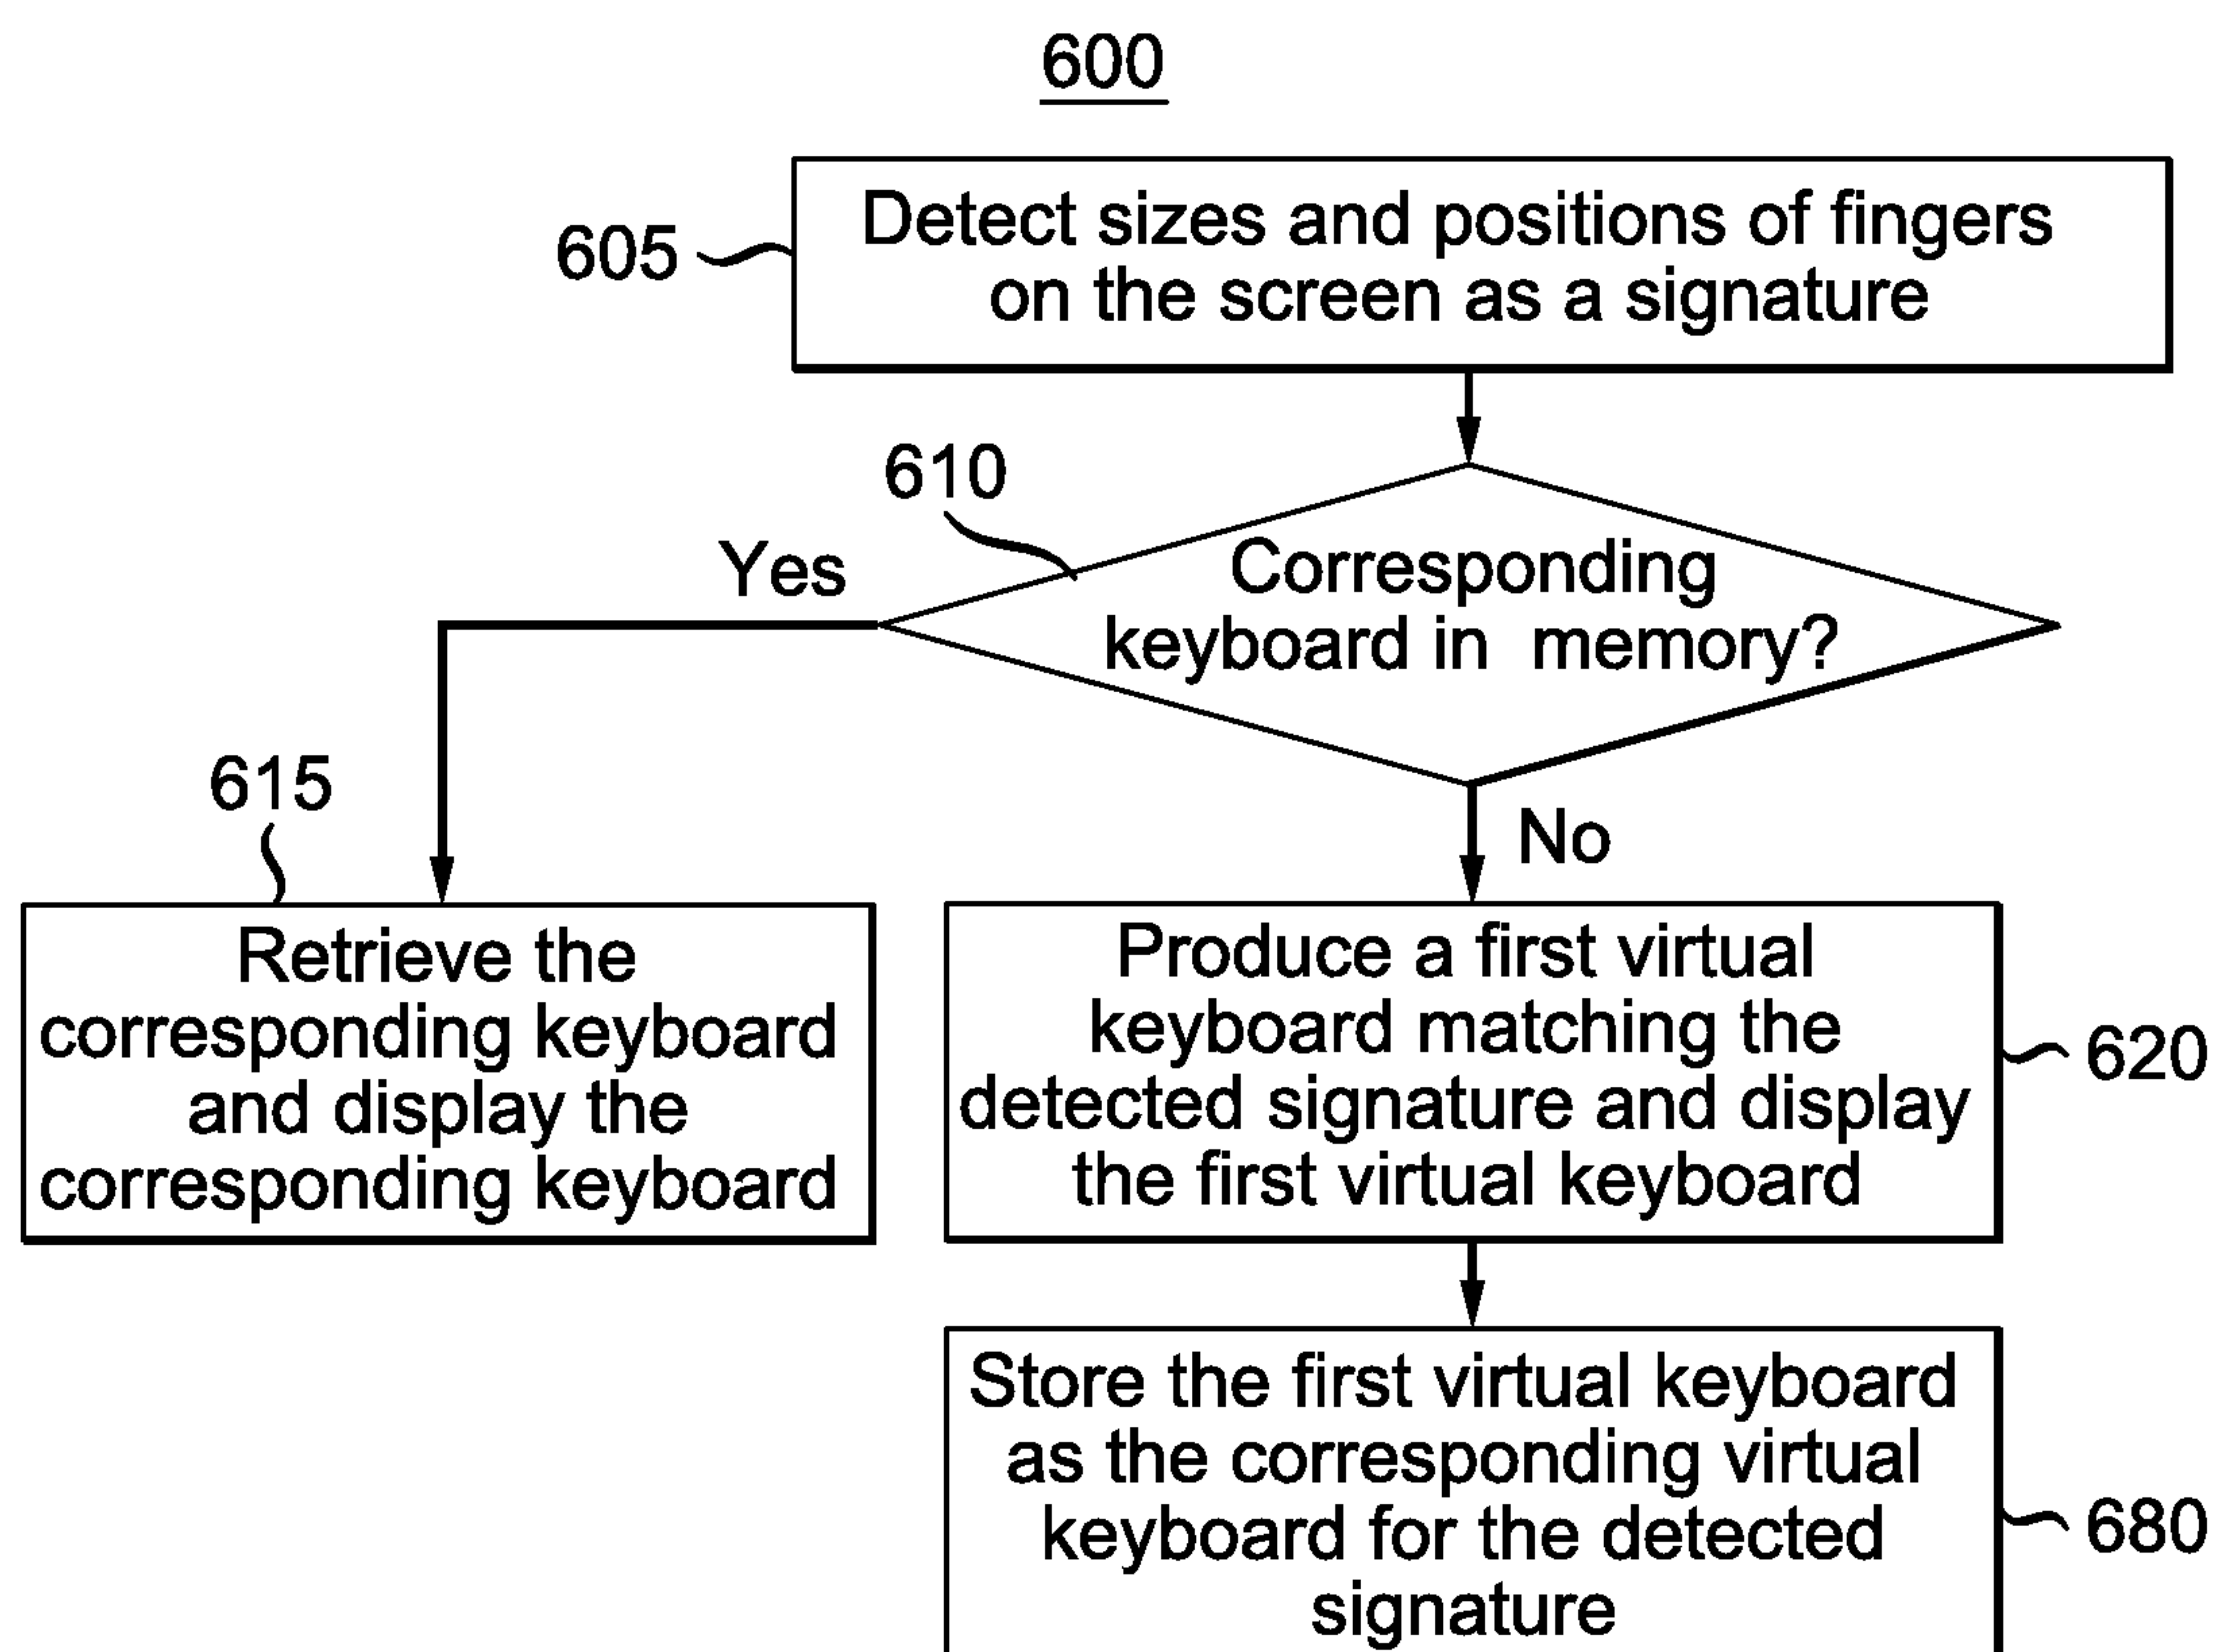 600
605
Detect sizes and positions of fingers
on the screen as a signature
610
Corresponding
keyboard in memory?
Yes
No
615
Retrieve the
corresponding keyboard
and display the
corresponding keyboard
Produce a first virtual
keyboard matching the
detected signature and display
the first virtual keyboard
620
Store the first virtual keyboard
as the corresponding virtual
keyboard for the detected
signature
680